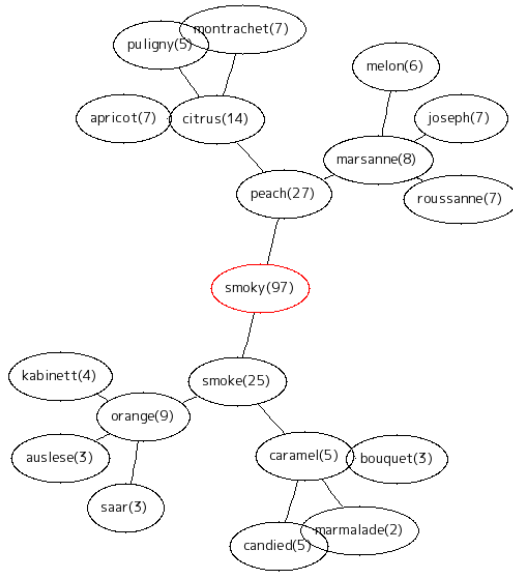 montrachet(7)
puligny(5)
melon(6)
apricot(7)
citrus(14)
joseph(7)
marsanne(8)
peach(27)
roussanne(7)
smoky(97)
kabinett(4)
smoke(25)
orange(9)
auslese(3)
caramel(5)
bouquet(3)
saar(3)
marmalade(2)
candied(5)